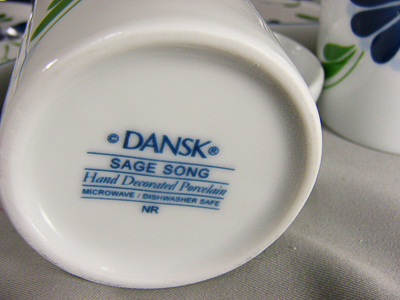 © DANSK®
SAGE SONG
Hand Decorated Porcelain
MICROWAVE / DISHWASHER SAFE
NR